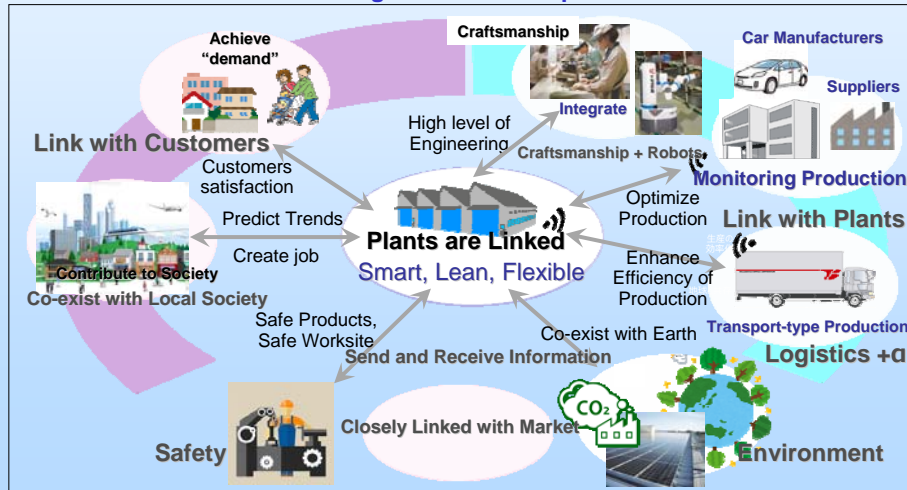 Achieve
"demand"
Craftsmanship
Car Manufacturers
Suppliers
Integrate
High level of
Engineering
Link with Customers
Craftsmanship + Robots
Customers
satisfaction
Monitoring Production
Optimize
Production
Predict Trends
Link with Plants
Plants are Linked
Create job
Contribute to Society
Smart, Lean, Flexible
Enhance
Efficiency of
Production
Co-exist with Local Society
Safe Products,
Safe Worksite
Co-exist with Earth
Transport-type Production
Send and Receive Information
Logistics +α
CO₂
Closely Linked with Market
Safety
Environment